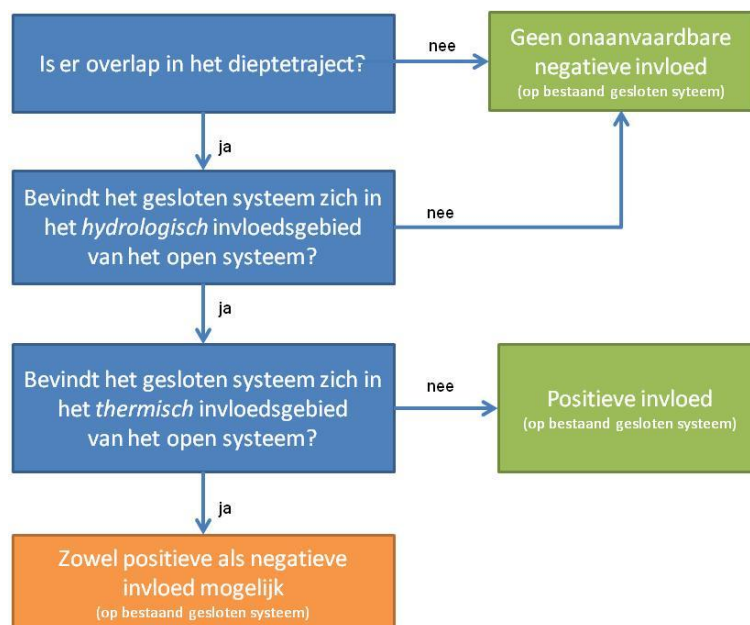 Is er overlap in het dieptetraject?
nee
Geen onaanvaardbare
negatieve invloed
(op bestaand gesloten syteem)
ja
Bevindt het gesloten systeem zich in
het hydrologisch invloedsgebied
van het open systeem?
nee
ja
Bevindt het gesloten systeem zich in
het thermisch invloedsgebied
van het open systeem?
nee
Positieve invloed
(op bestaand gesloten systeem)
ja
Zowel positieve als negatieve
invloed mogelijk
(op bestaand gesloten systeem)